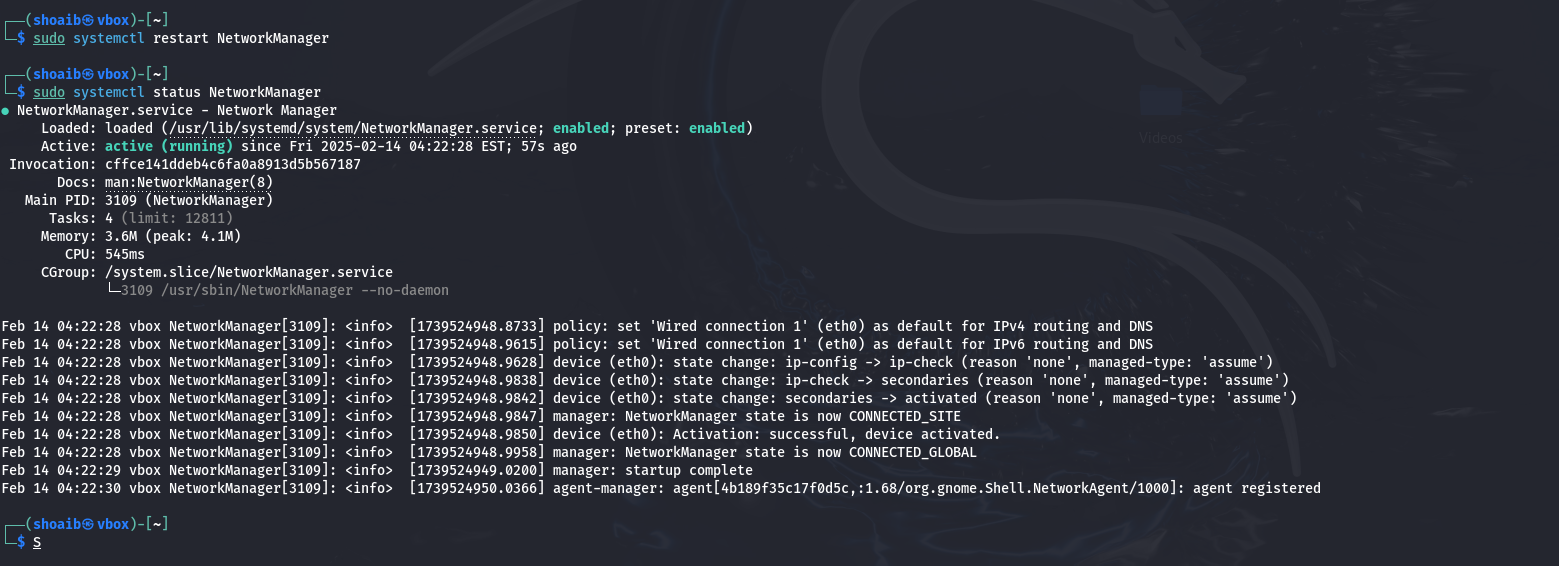 ┌──(shoaib㉿vbox)-[~]
└─$ sudo systemctl restart NetworkManager
┌──(shoaib㉿vbox)-[~]
└─$ sudo systemctl status NetworkManager
● NetworkManager.service - Network Manager
Loaded: loaded (/usr/lib/systemd/system/NetworkManager.service; enabled; preset: enabled)
Active: active (running) since Fri 2025-02-14 04:22:28 EST; 57s ago
Invocation: cffce141ddeb4c6fa0a8913d5b567187
Docs: man:NetworkManager(8)
Main PID: 3109 (NetworkManager)
Tasks: 4 (limit: 12811)
Memory: 3.6M (peak: 4.1M)
CPU: 545ms
CGroup: /system.slice/NetworkManager.service
└─3109 /usr/sbin/NetworkManager --no-daemon
Feb 14 04:22:28 vbox NetworkManager[3109]: <info>  [1739524948.8733] policy: set 'Wired connection 1' (eth0) as default for IPv4 routing and DNS
Feb 14 04:22:28 vbox NetworkManager[3109]: <info>  [1739524948.9615] policy: set 'Wired connection 1' (eth0) as default for IPv6 routing and DNS
Feb 14 04:22:28 vbox NetworkManager[3109]: <info>  [1739524948.9628] device (eth0): state change: ip-config -> ip-check (reason 'none', managed-type: 'assume')
Feb 14 04:22:28 vbox NetworkManager[3109]: <info>  [1739524948.9838] device (eth0): state change: ip-check -> secondaries (reason 'none', managed-type: 'assume')
Feb 14 04:22:28 vbox NetworkManager[3109]: <info>  [1739524948.9842] device (eth0): state change: secondaries -> activated (reason 'none', managed-type: 'assume')
Feb 14 04:22:28 vbox NetworkManager[3109]: <info>  [1739524948.9847] manager: NetworkManager state is now CONNECTED_SITE
Feb 14 04:22:28 vbox NetworkManager[3109]: <info>  [1739524948.9850] device (eth0): Activation: successful, device activated.
Feb 14 04:22:28 vbox NetworkManager[3109]: <info>  [1739524948.9958] manager: NetworkManager state is now CONNECTED_GLOBAL
Feb 14 04:22:29 vbox NetworkManager[3109]: <info>  [1739524949.0200] manager: startup complete
Feb 14 04:22:30 vbox NetworkManager[3109]: <info>  [1739524950.0366] agent-manager: agent[4b189f35c17f0d5c,:1.68/org.gnome.Shell.NetworkAgent/1000]: agent registered
┌──(shoaib㉿vbox)-[~]
└─$ S
Videos